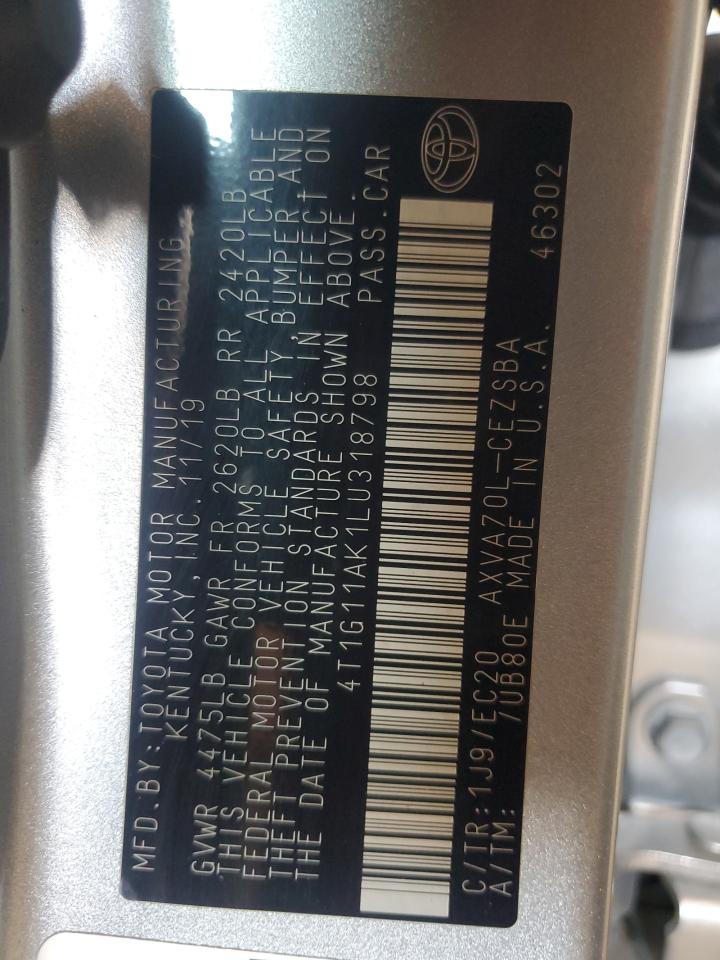 MFD.BY:TOYOTA MOTOR MANUFACTURING,
KENTUCKY, INC. 11/19
GVWR 4475LB GAWR FR 2620LB RR 2420LB
THIS VEHICLE CONFORMS TO ALL APPLICABLE
FEDERAL MOTOR VEHICLE SAFETY, BUMPER, AND
THEFT PREVENTION STANDARDS IN EFFECT ON
THE DATE OF MANUFACTURE SHOWN ABOVE.
4T1G11AK1LU318798 PASS.CAR
C/TR:1J9/EC20 AXVA70L-CEZSBA
A/TM: /UB80E MADE IN U.S.A. 46302